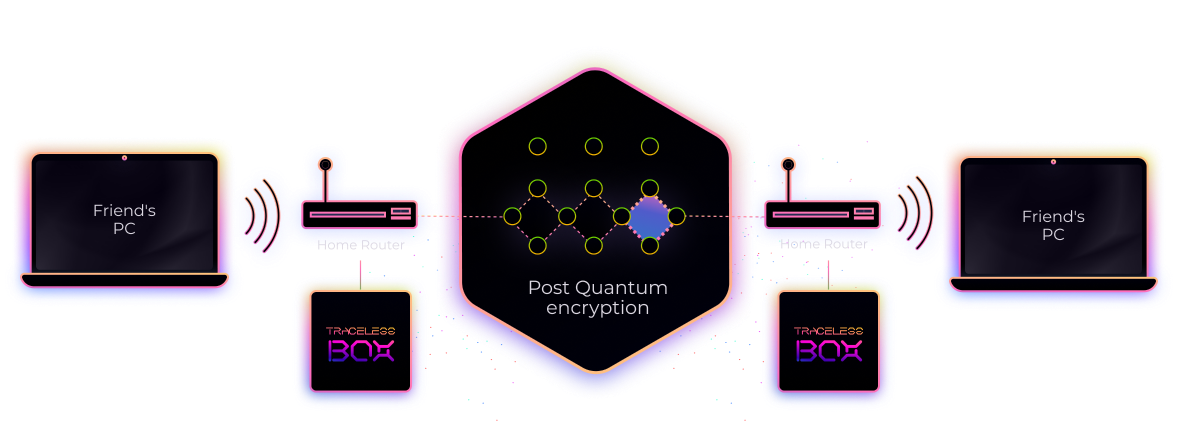 Friend's
PC
Home Router
TRACELESS
BOX
Post Quantum
encryption
Home Router
TRACELESS
BOX
Friend's
PC